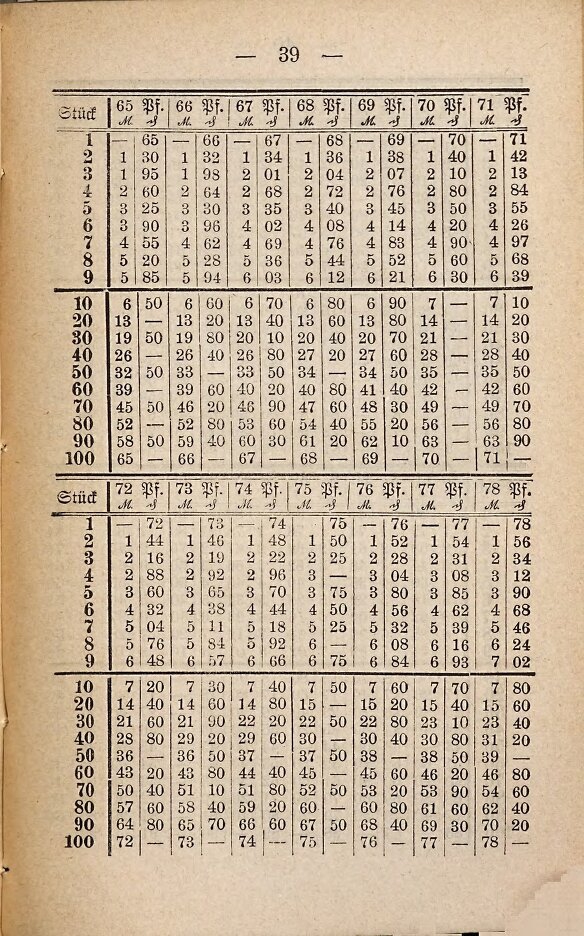 — 39 —
Stück 65 Pf. 66 Pf. 67 Pf. 68 Pf. 69 Pf. 70 Pf. 71 Pf.
M. ₰ M. ₰ M. ₰ M. ₰ M. ₰ M. ₰ M. ₰
1 — 65 — 66 — 67 — 68 — 69 — 70 — 71
2 1 30 1 32 1 34 1 36 1 38 1 40 1 42
3 1 95 1 98 2 01 2 04 2 07 2 10 2 13
4 2 60 2 64 2 68 2 72 2 76 2 80 2 84
5 3 25 3 30 3 35 3 40 3 45 3 50 3 55
6 3 90 3 96 4 02 4 08 4 14 4 20 4 26
7 4 55 4 62 4 69 4 76 4 83 4 90 4 97
8 5 20 5 28 5 36 5 44 5 52 5 60 5 68
9 5 85 5 94 6 03 6 12 6 21 6 30 6 39
10 6 50 6 60 6 70 6 80 6 90 7 — 7 10
20 13 — 13 20 13 40 13 60 13 80 14 — 14 20
30 19 50 19 80 20 10 20 40 20 70 21 — 21 30
40 26 — 26 40 26 80 27 20 27 60 28 — 28 40
50 32 50 33 — 33 50 34 — 34 50 35 — 35 50
60 39 — 39 60 40 20 40 80 41 40 42 — 42 60
70 45 50 46 20 46 90 47 60 48 30 49 — 49 70
80 52 — 52 80 53 60 54 40 55 20 56 — 56 80
90 58 50 59 40 60 30 61 20 62 10 63 — 63 90
100 65 — 66 — 67 — 68 — 69 — 70 — 71 —
Stück 72 Pf. 73 Pf. 74 Pf. 75 Pf. 76 Pf. 77 Pf. 78 Pf.
M. ₰ M. ₰ M. ₰ M. ₰ M. ₰ M. ₰ M. ₰
1 — 72 — 73 — 74 75 — 76 — 77 — 78
2 1 44 1 46 1 48 1 50 1 52 1 54 1 56
3 2 16 2 19 2 22 2 25 2 28 2 31 2 34
4 2 88 2 92 2 96 3 — 3 04 3 08 3 12
5 3 60 3 65 3 70 3 75 3 80 3 85 3 90
6 4 32 4 38 4 44 4 50 4 56 4 62 4 68
7 5 04 5 11 5 18 5 25 5 32 5 39 5 46
8 5 76 5 84 5 92 6 — 6 08 6 16 6 24
9 6 48 6 57 6 66 6 75 6 84 6 93 7 02
10 7 20 7 30 7 40 7 50 7 60 7 70 7 80
20 14 40 14 60 14 80 15 — 15 20 15 40 15 60
30 21 60 21 90 22 20 22 50 22 80 23 10 23 40
40 28 80 29 20 29 60 30 — 30 40 30 80 31 20
50 36 — 36 50 37 — 37 50 38 — 38 50 39 —
60 43 20 43 80 44 40 45 — 45 60 46 20 46 80
70 50 40 51 10 51 80 52 50 53 20 53 90 54 60
80 57 60 58 40 59 20 60 — 60 80 61 60 62 40
90 64 80 65 70 66 60 67 50 68 40 69 30 70 20
100 72 — 73 — 74 --- 75 — 76 — 77 — 78 —